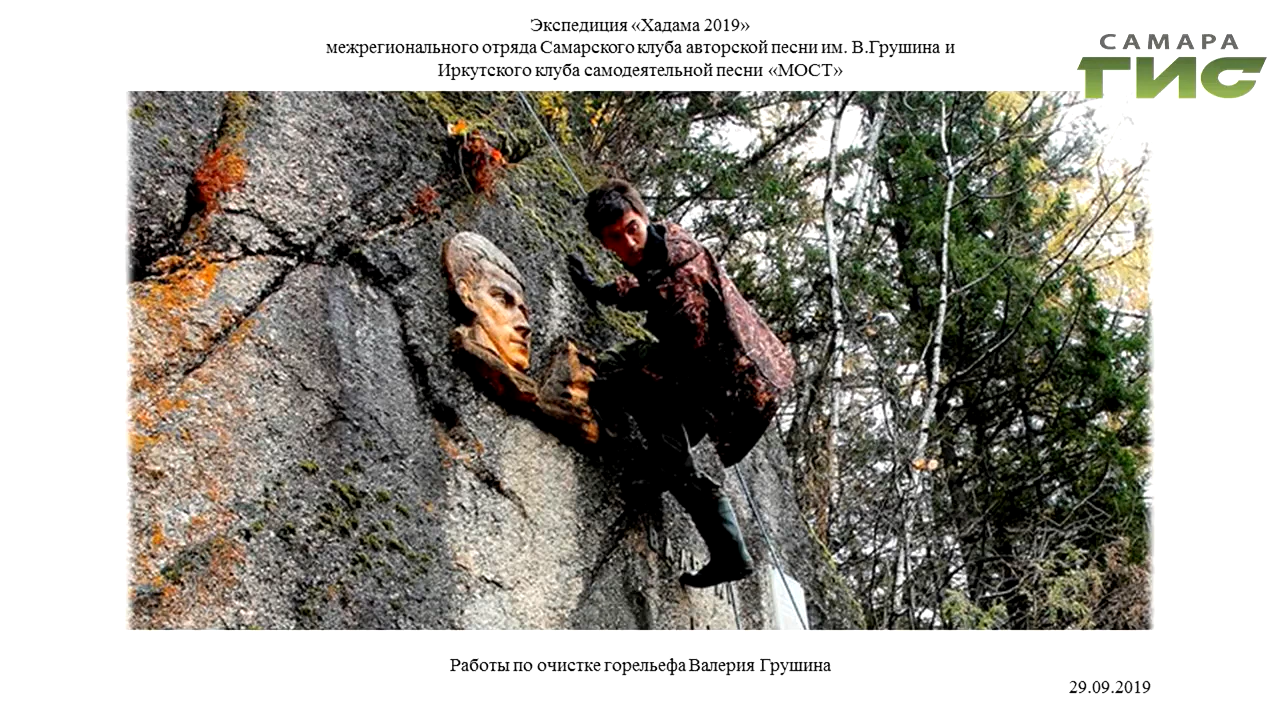 Экспедиция «Хадама 2019»
межрегионального отряда Самарского клуба авторской песни им. В.Грушина и
Иркутского клуба самодеятельной песни «МОСТ»
САМАРА
ГИС
Работы по очистке горельефа Валерия Грушина
29.09.2019